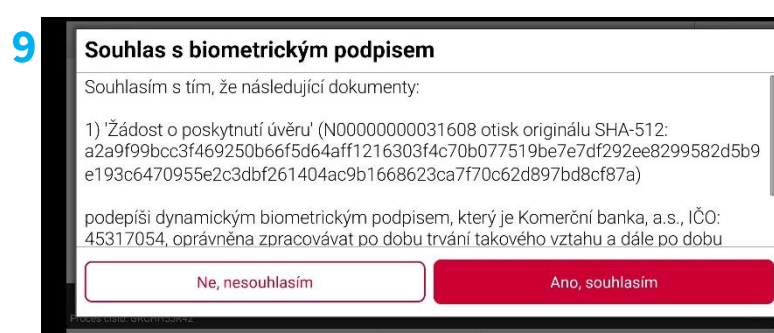 9
Souhlas s biometrickým podpisem
Souhlasím s tím, že následující dokumenty:
1) 'Žádost o poskytnutí úvěru' (N00000000031608 otisk originálu SHA-512:
a2a9f99bcc3f469250b66f5d64aff1216303f4c70b077519be7e7df292ee8299582d5b9
e193c6470955e2c3dbf261404ac9b1668623ca7f70c62d897bd8cf87a)
podepíši dynamickým biometrickým podpisem, který je Komerční banka, a.s., IČO:
45317054, oprávněna zpracovávat po dobu trvání takového vztahu a dále po dobu
Ne, nesouhlasím
Ano, souhlasím